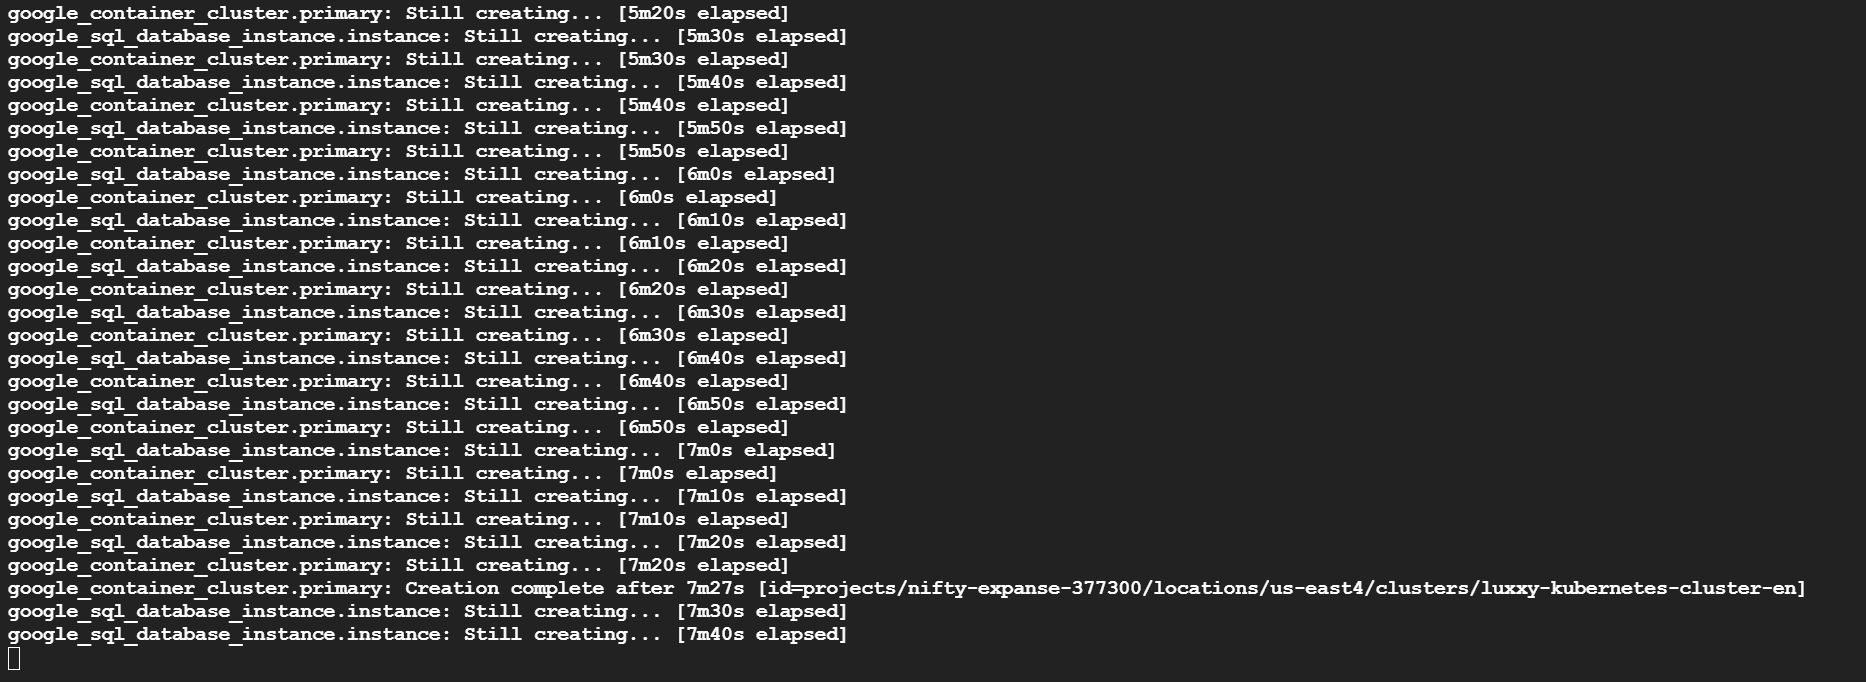 google_container_cluster.primary: Still creating... [5m20s elapsed]
google_sql_database_instance.instance: Still creating... [5m30s elapsed]
google_container_cluster.primary: Still creating... [5m30s elapsed]
google_sql_database_instance.instance: Still creating... [5m40s elapsed]
google_container_cluster.primary: Still creating... [5m40s elapsed]
google_sql_database_instance.instance: Still creating... [5m50s elapsed]
google_container_cluster.primary: Still creating... [5m50s elapsed]
google_sql_database_instance.instance: Still creating... [6m0s elapsed]
google_container_cluster.primary: Still creating... [6m0s elapsed]
google_sql_database_instance.instance: Still creating... [6m10s elapsed]
google_container_cluster.primary: Still creating... [6m10s elapsed]
google_sql_database_instance.instance: Still creating... [6m20s elapsed]
google_container_cluster.primary: Still creating... [6m20s elapsed]
google_sql_database_instance.instance: Still creating... [6m30s elapsed]
google_container_cluster.primary: Still creating... [6m30s elapsed]
google_sql_database_instance.instance: Still creating... [6m40s elapsed]
google_container_cluster.primary: Still creating... [6m40s elapsed]
google_sql_database_instance.instance: Still creating... [6m50s elapsed]
google_container_cluster.primary: Still creating... [6m50s elapsed]
google_sql_database_instance.instance: Still creating... [7m0s elapsed]
google_container_cluster.primary: Still creating... [7m0s elapsed]
google_sql_database_instance.instance: Still creating... [7m10s elapsed]
google_container_cluster.primary: Still creating... [7m10s elapsed]
google_sql_database_instance.instance: Still creating... [7m20s elapsed]
google_container_cluster.primary: Still creating... [7m20s elapsed]
google_container_cluster.primary: Creation complete after 7m27s [id=projects/nifty-expanse-377300/locations/us-east4/clusters/luxxy-kubernetes-cluster-en]
google_sql_database_instance.instance: Still creating... [7m30s elapsed]
google_sql_database_instance.instance: Still creating... [7m40s elapsed]